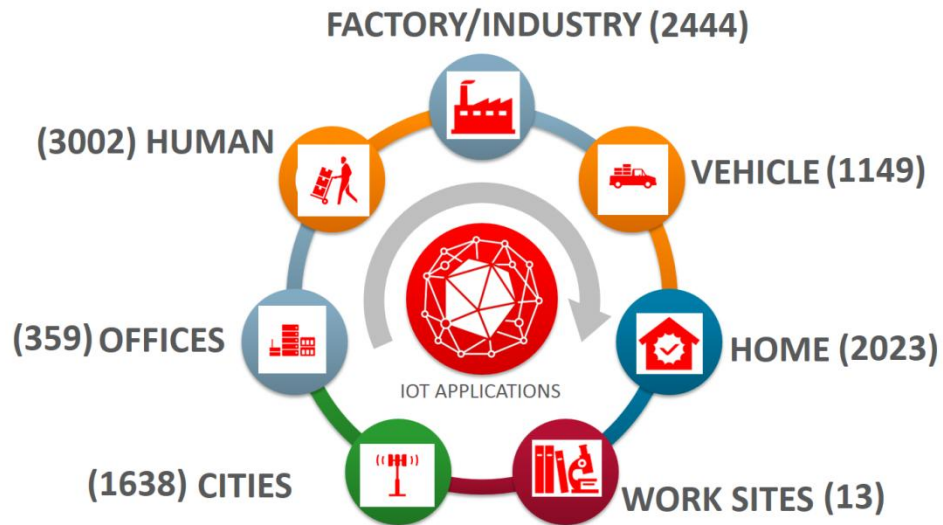 FACTORY/INDUSTRY (2444)
(3002) HUMAN
VEHICLE (1149)
(359) OFFICES
HOME (2023)
IOT APPLICATIONS
(1638) CITIES
WORK SITES (13)